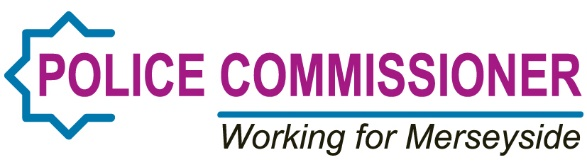 POLICE COMMISSIONER
Working for Merseyside